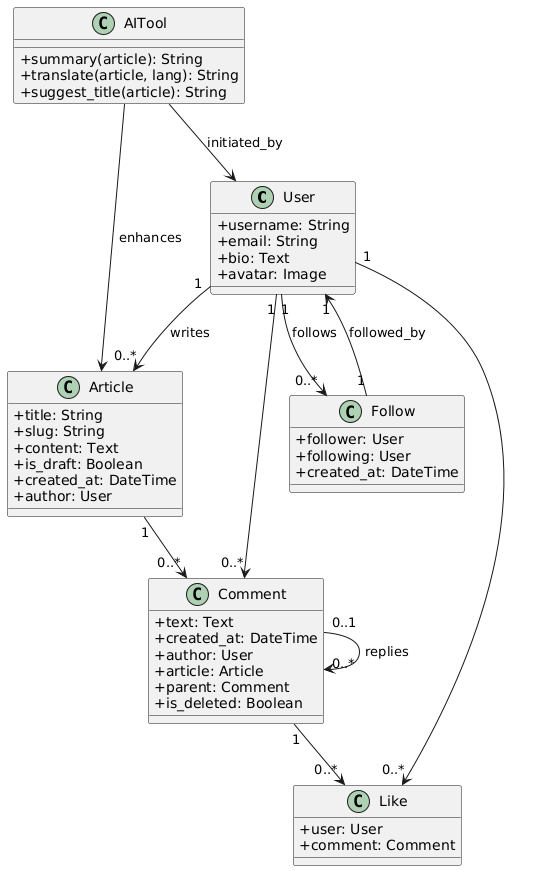 C AITool
+summary(article): String
+translate(article, lang): String
+suggest_title(article): String
initiated_by
C User
+username: String
+email: String
+bio: Text
+avatar: Image
enhances
1
1
1
1
1
writes
follows
followed_by
0..*
0..*
1
C Article
+title: String
+slug: String
+content: Text
+is_draft: Boolean
+created_at: DateTime
+author: User
C Follow
+follower: User
+following: User
+created_at: DateTime
1
0..*
0..*
C Comment
+text: Text
+created_at: DateTime
+author: User
+article: Article
+parent: Comment
+is_deleted: Boolean
0..1
replies
0..*
1
0..*
0..*
C Like
+user: User
+comment: Comment